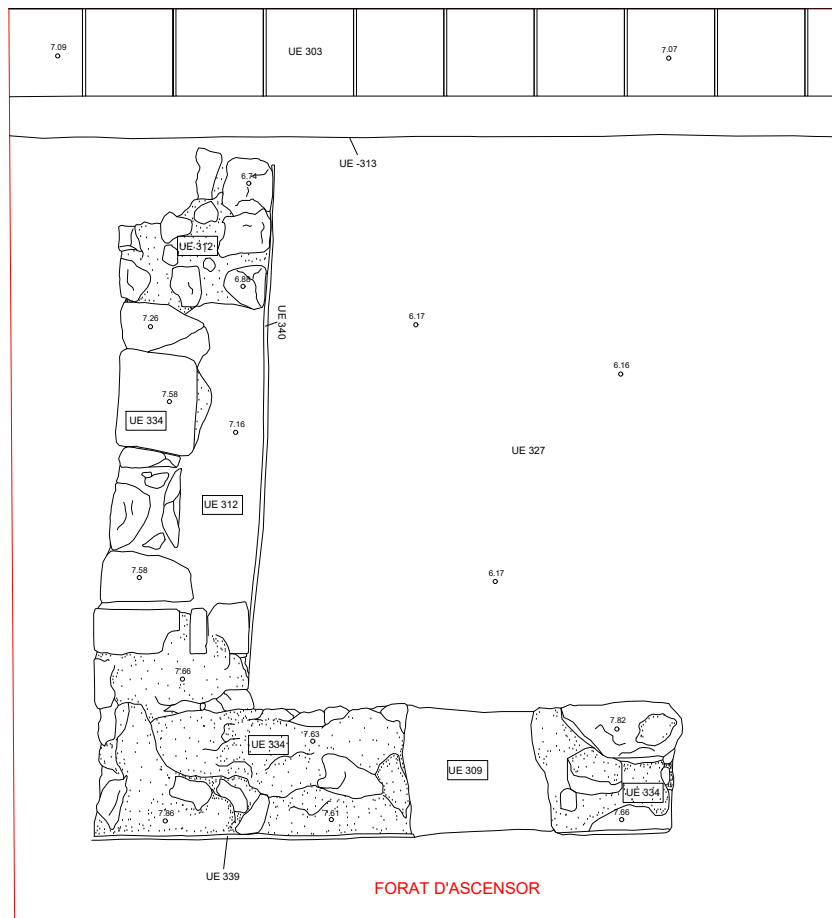 7.09
UE 303
7.07
UE -313
6.74
UE 312
6.88
7.26
UE 340
6.17
6.16
7.58
UE 334
7.16
UE 327
UE 312
7.58
6.17
7.66
7.82
7.63
UE 334
UE 309
UE 334
7.86
7.61
7.66
UE 339
FORAT D'ASCENSOR